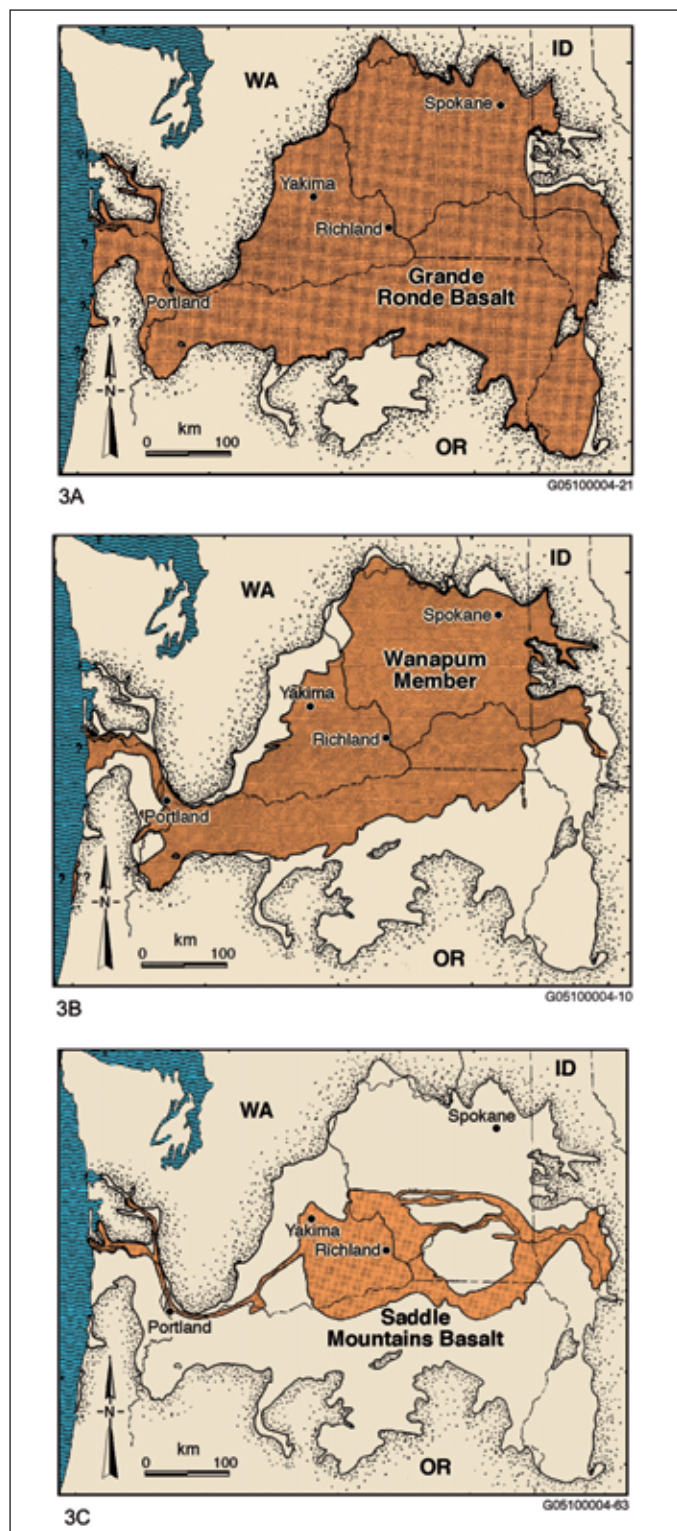 WA
ID
Spokane
Yakima
Richland
Grande
Ronde Basalt
Portland
?
?
?
?
?
N
km
0 100
OR
3A
G05100004-21
ID
WA
Spokane
Wanapum
Member
Yakima
Richland
?
Portland
? ?
N
km
0 100
OR
3B
G05100004-10
ID
WA
Spokane
Yakima
Richland
Portland
Saddle
Mountains Basalt
N
km
0 100
OR
3C
G05100004-63